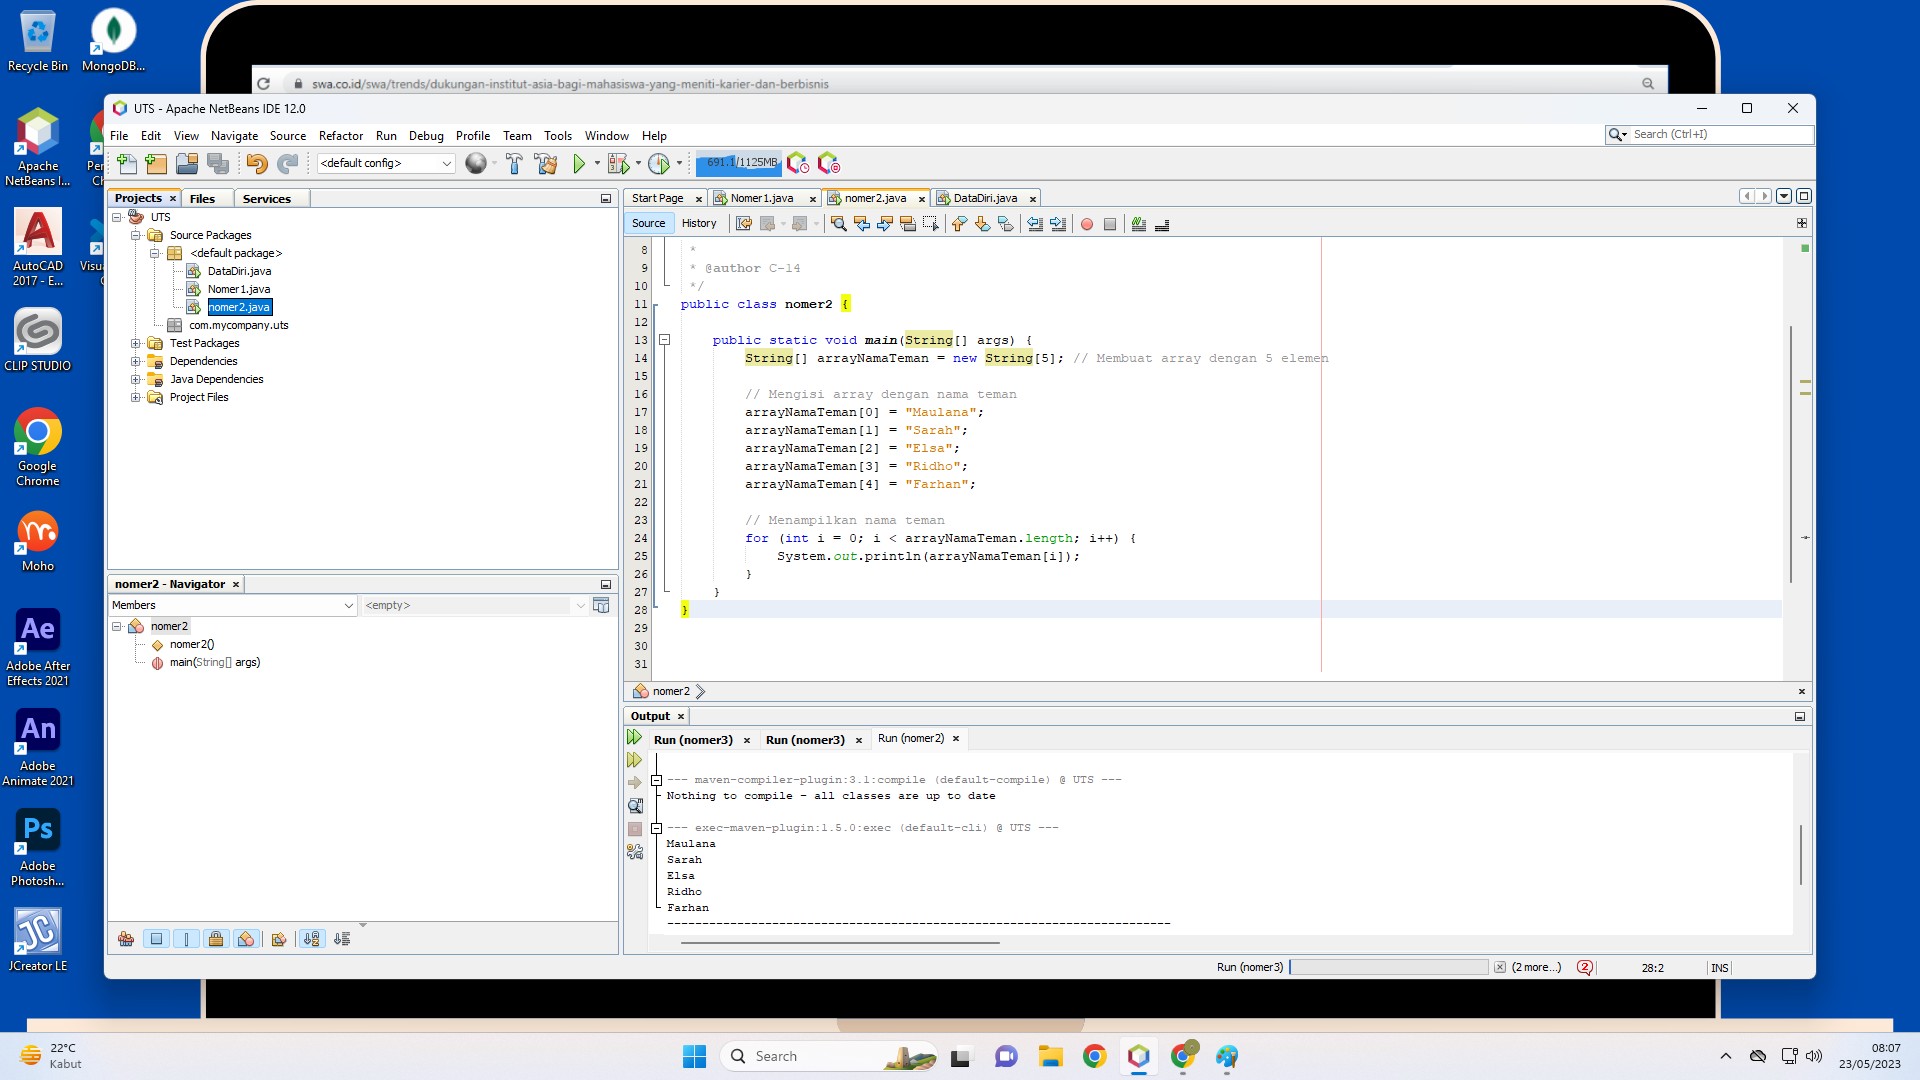 Recycle Bin
MongoDB...
Apache
NetBeans I...
AutoCAD
2017 - E...
CLIP STUDIO
Google
Chrome
Moho
Adobe After
Effects 2021
Adobe
Animate 2021
Adobe
Photosh...
JCreator LE
swa.co.id/swa/trends/dukungan-institut-asia-bagi-mahasiswa-yang-meniti-karier-dan-berbisnis
UTS - Apache NetBeans IDE 12.0
File Edit View Navigate Source Refactor Run Debug Profile Team Tools Window Help
Search (Ctrl+I)
<default config>
691.1/1125MB
Projects Files Services
UTS
Source Packages
<default package>
DataDiri.java
Nomer1.java
nomer2.java
com.mycompany.uts
Test Packages
Dependencies
Java Dependencies
Project Files
nomer2 - Navigator
Members
<empty>
nomer2
nomer2()
main(String[] args)
Start Page Nomer1.java nomer2.java DataDiri.java
Source History
8 *
9 * @author C-14
10 */
11 public class nomer2 {
12
13 public static void main(String[] args) {
14 String[] arrayNamaTeman = new String[5]; // Membuat array dengan 5 elemen
15
16 // Mengisi array dengan nama teman
17 arrayNamaTeman[0] = "Maulana";
18 arrayNamaTeman[1] = "Sarah";
19 arrayNamaTeman[2] = "Elsa";
20 arrayNamaTeman[3] = "Ridho";
21 arrayNamaTeman[4] = "Farhan";
22
23 // Menampilkan nama teman
24 for (int i = 0; i < arrayNamaTeman.length; i++) {
25 System.out.println(arrayNamaTeman[i]);
26 }
27 }
28 }
29
30
31
nomer2
Output
Run (nomer3) Run (nomer3) Run (nomer2)
--- maven-compiler-plugin:3.1:compile (default-compile) @ UTS ---
Nothing to compile - all classes are up to date
--- exec-maven-plugin:1.5.0:exec (default-cli) @ UTS ---
Maulana
Sarah
Elsa
Ridho
Farhan
------------------------------------------------------------------------
Run (nomer3)
(2 more...)
2
28:2
INS
22°C
Kabut
Search
08:07
23/05/2023